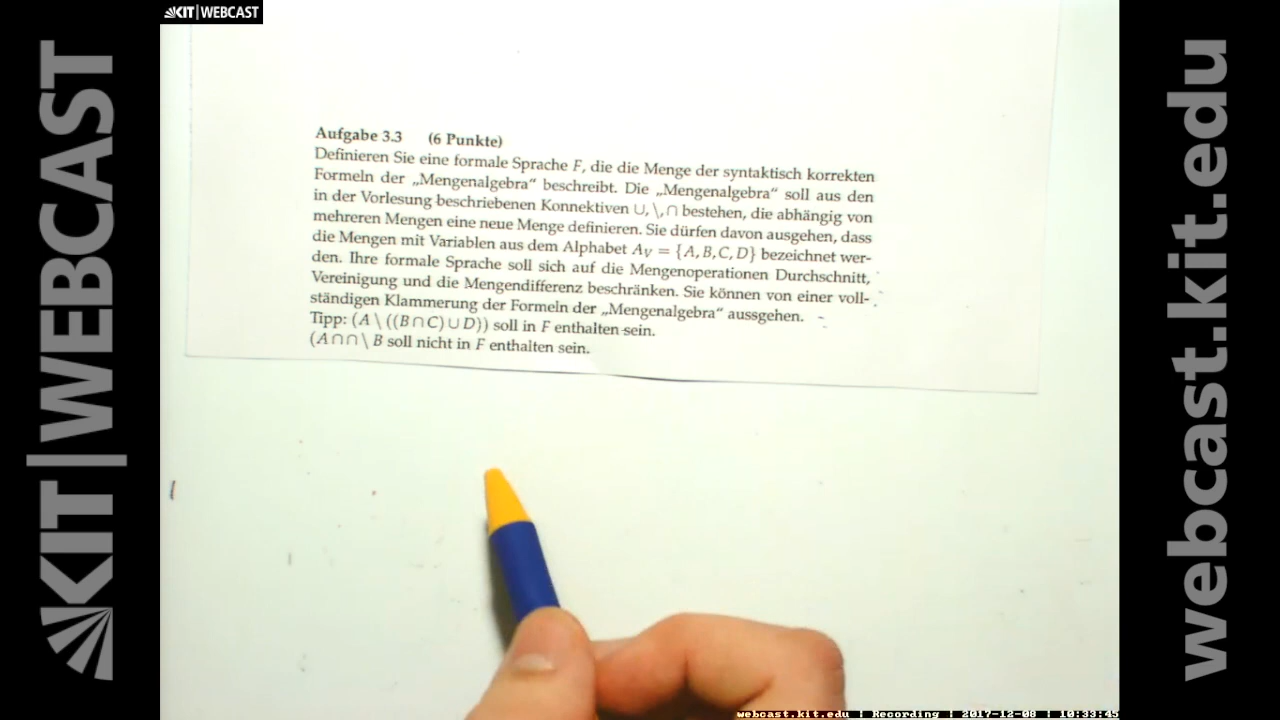 KIT|WEBCAST
KIT|WEBCAST
Aufgabe 3.3 (6 Punkte)
Definieren Sie eine formale Sprache F, die die Menge der syntaktisch korrekten
Formeln der „Mengenalgebra“ beschreibt. Die „Mengenalgebra“ soll aus den
in der Vorlesung beschriebenen Konnektiven ∪, \, ∩ bestehen, die abhängig von
mehreren Mengen eine neue Menge definieren. Sie dürfen davon ausgehen, dass
die Mengen mit Variablen aus dem Alphabet A_V = {A, B, C, D} bezeichnet wer-
den. Ihre formale Sprache soll sich auf die Mengenoperationen Durchschnitt,
Vereinigung und die Mengendifferenz beschränken. Sie können von einer voll-
ständigen Klammerung der Formeln der „Mengenalgebra“ aussgehen.
Tipp: (A \ ((B ∩ C) ∪ D)) soll in F enthalten sein.
(A ∩ ∩ \ B soll nicht in F enthalten sein.
webcast.kit.edu
webcast.kit.edu | Recording | 2017-12-08 | 10:33:45